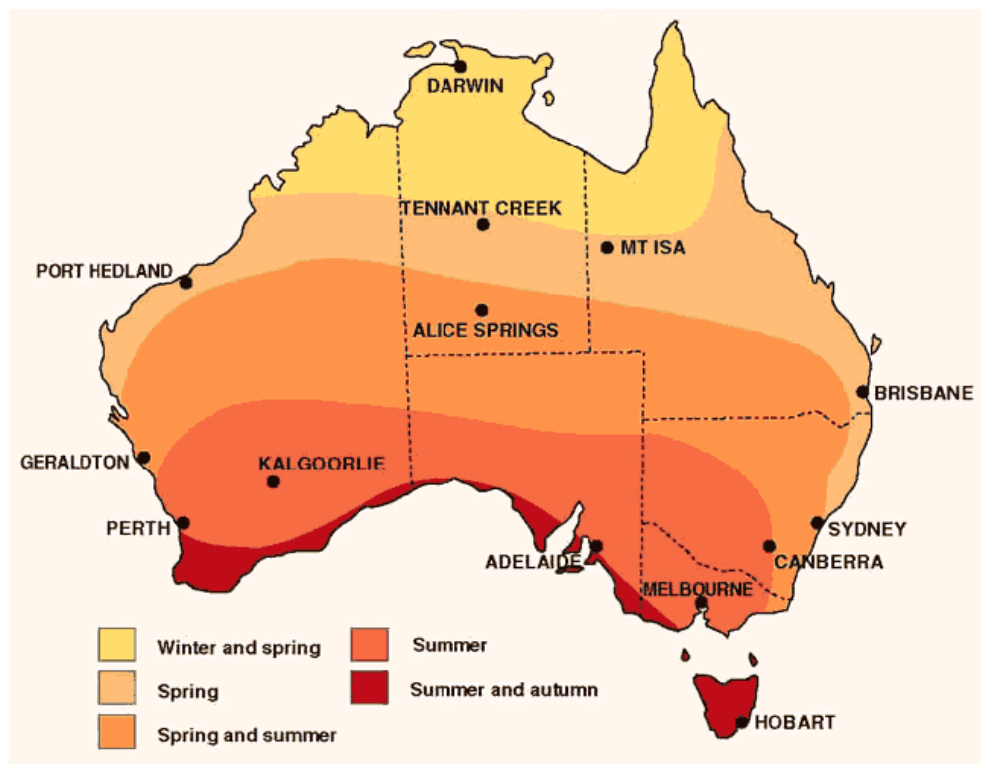 DARWIN
TENNANT CREEK
MT ISA
PORT HEDLAND
ALICE SPRINGS
BRISBANE
GERALDTON
KALGOORLIE
PERTH
SYDNEY
ADELAIDE
CANBERRA
MELBOURNE
Winter and spring
Summer
Spring
Summer and autumn
Spring and summer
HOBART